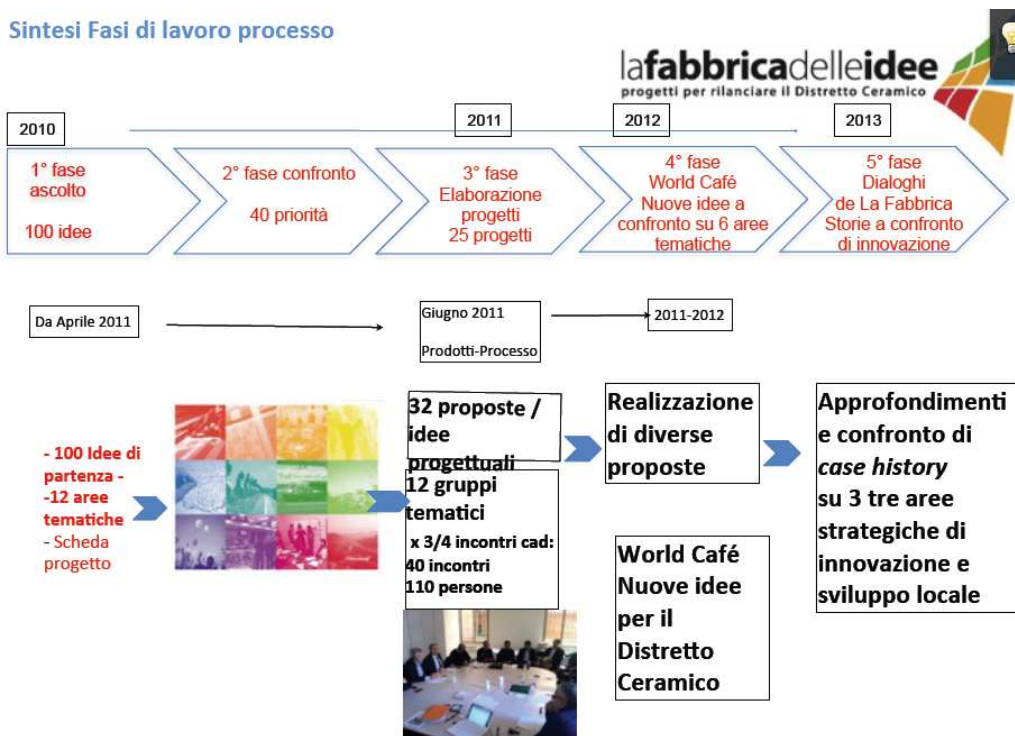 Sintesi Fasi di lavoro processo
lafabbricadelleidee
progetti per rilanciare il Distretto Ceramico
2010
2011
2012
2013
1° fase
ascolto
100 idee
2° fase confronto
40 priorità
3° fase
Elaborazione
progetti
25 progetti
4° fase
World Café
Nuove idee a
confronto su 6 aree
tematiche
5° fase
Dialoghi
de La Fabbrica
Storie a confronto
di innovazione
Da Aprile 2011
Giugno 2011
Prodotti-Processo
2011-2012
- 100 Idee di
partenza -
-12 aree
tematiche
- Scheda
progetto
32 proposte /
idee
progettuali
12 gruppi
tematici
x 3/4 incontri cad:
40 incontri
110 persone
Realizzazione
di diverse
proposte
World Café
Nuove idee
per il
Distretto
Ceramico
Approfondimenti
e confronto di
case history
su 3 tre aree
strategiche di
innovazione e
sviluppo locale